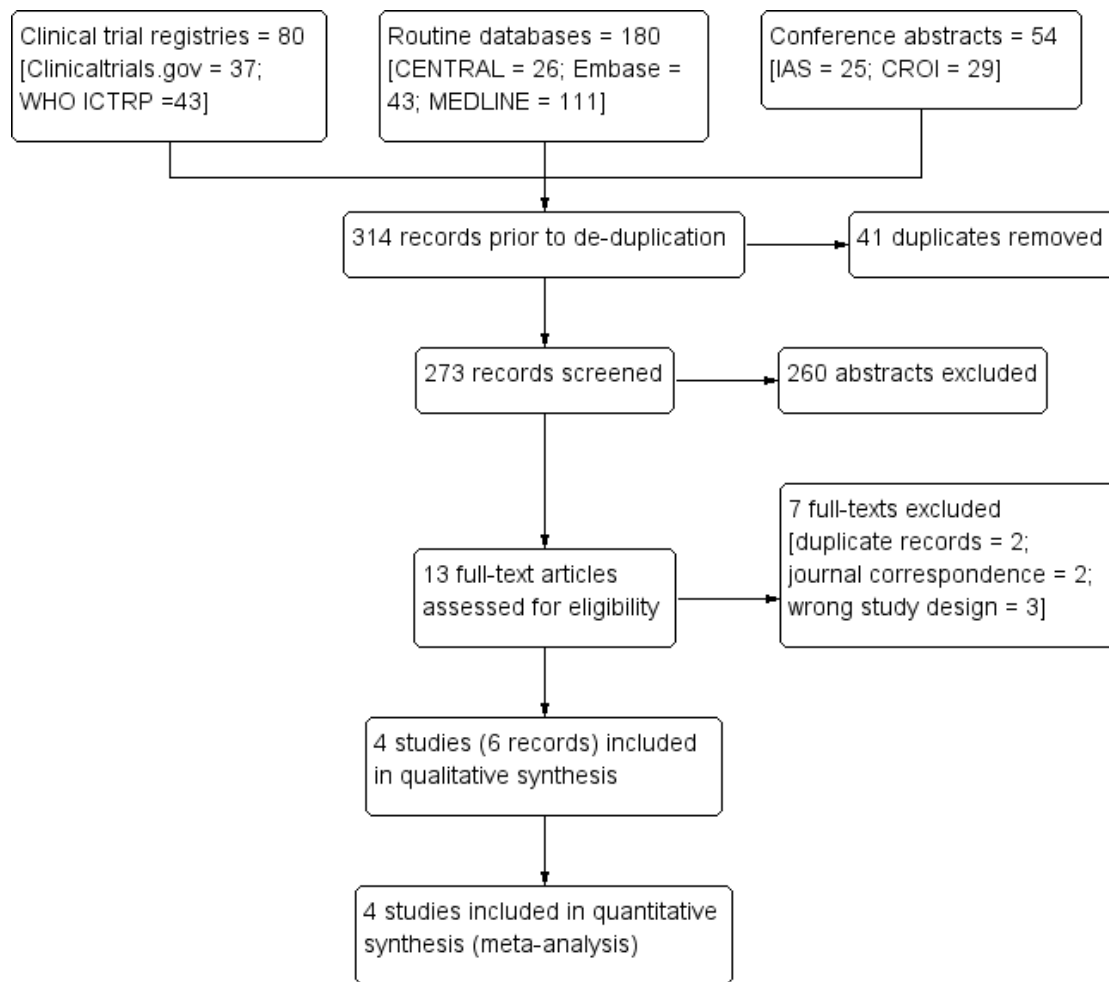 Clinical trial registries = 80
[Clinicaltrials.gov = 37;
WHO ICTRP =43]
Routine databases = 180
[CENTRAL = 26; Embase =
43; MEDLINE = 111]
Conference abstracts = 54
[IAS = 25; CROI = 29]
314 records prior to de-duplication
41 duplicates removed
273 records screened
260 abstracts excluded
13 full-text articles
assessed for eligibility
7 full-texts excluded
[duplicate records = 2;
journal correspondence = 2;
wrong study design = 3]
4 studies (6 records) included
in qualitative synthesis
4 studies included in quantitative
synthesis (meta-analysis)